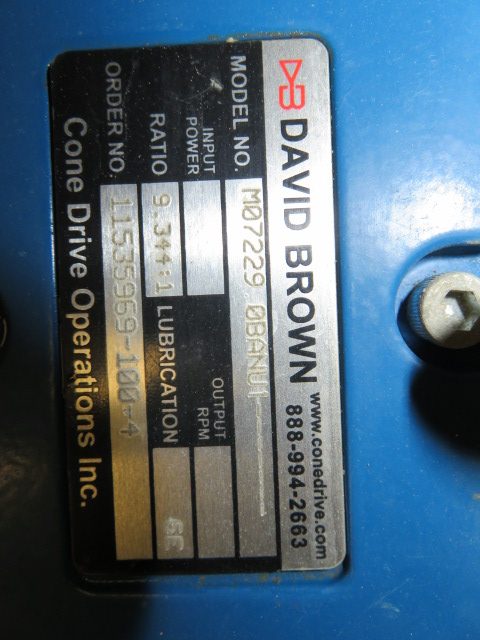 DAVID BROWN www.conedrive.com
888-994-2663
MODEL NO. M07229.0BANU1
INPUT POWER OUTPUT RPM
RATIO 9.344:1 LUBRICATION
ORDER NO. 11535969-100-4
Cone Drive Operations Inc.